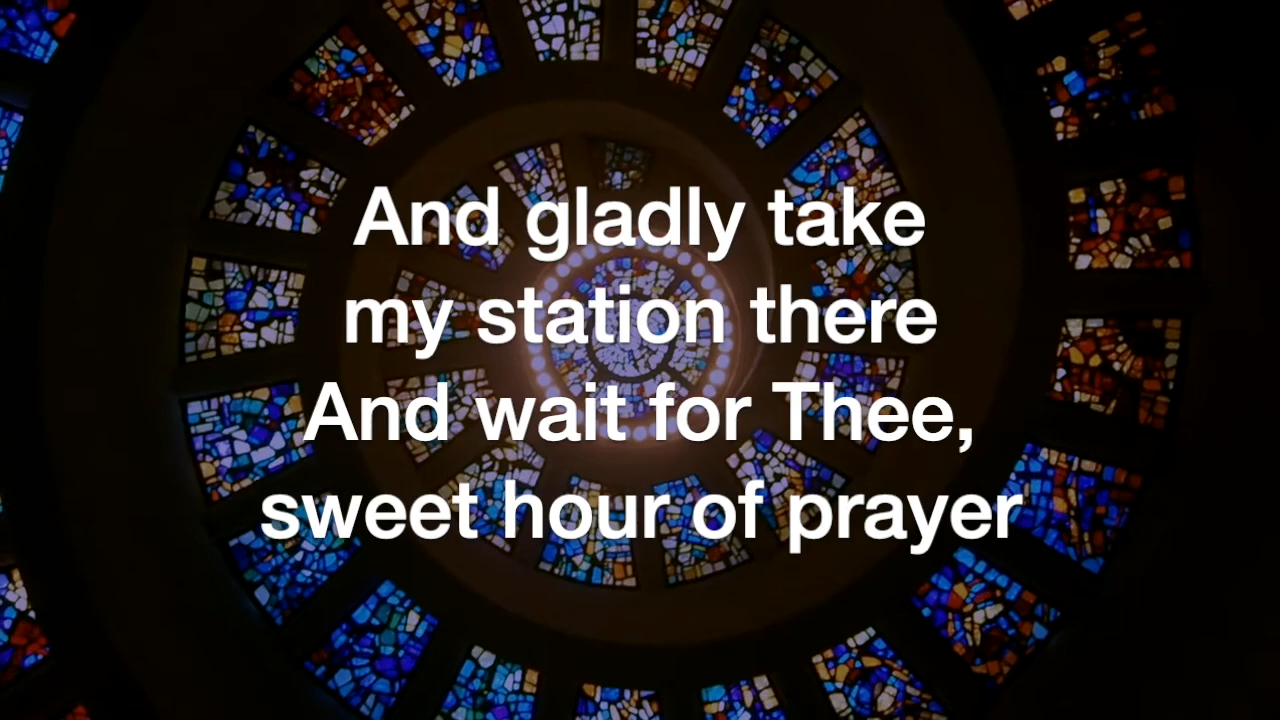 And gladly take
my station there
And wait for Thee,
sweet hour of prayer